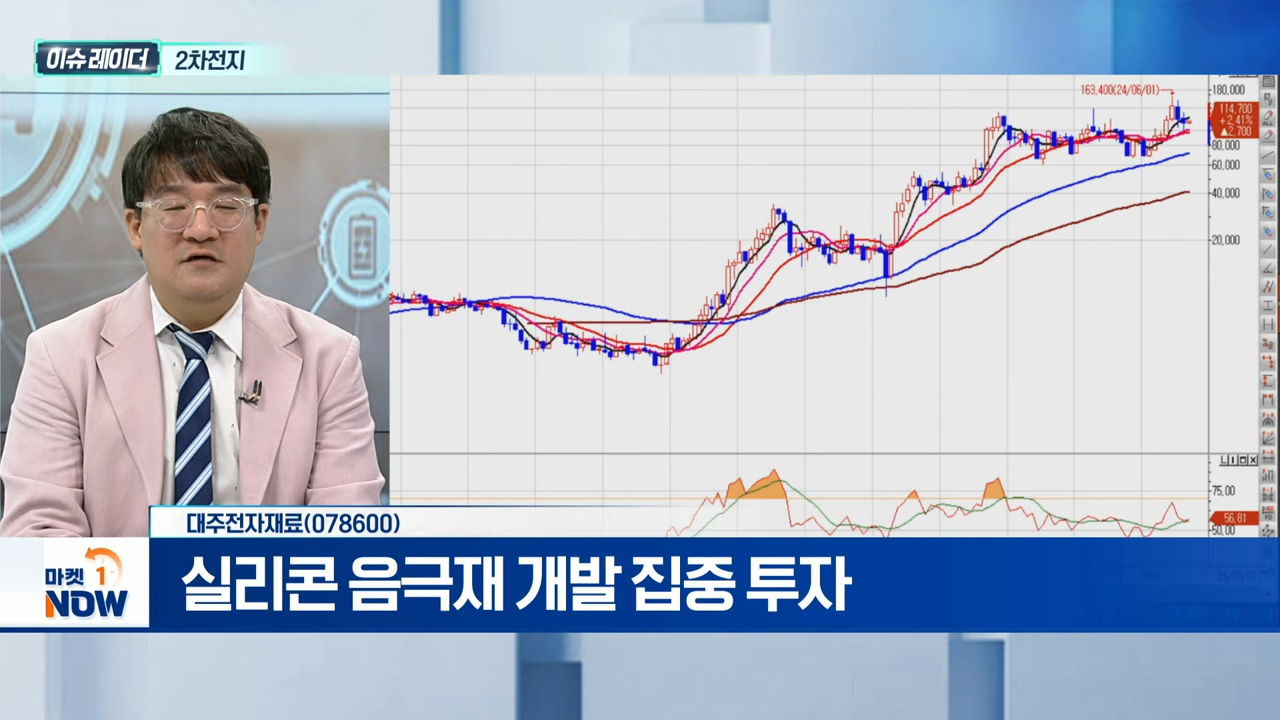 이슈 레이더 2차전지
163,400(24/06/01)
180,000
114,700
+2,41%
▲2,700
80,000
60,000
40,000
20,000
75,00
56,81
50,00
대주전자재료(078600)
마켓 1
NOW
실리콘 음극재 개발 집중 투자